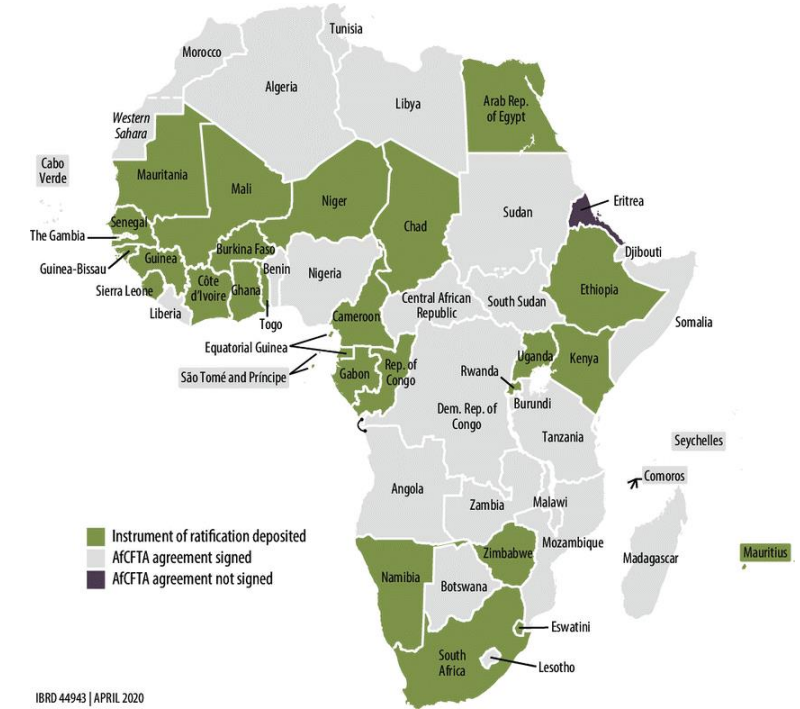 Tunisia
Morocco
Algeria
Libya
Arab Rep.
of Egypt
Western
Sahara
Cabo
Verde
Mauritania
Mali
Niger
Chad
Sudan
Eritrea
Senegal
The Gambia
Guinea-Bissau
Guinea
Sierra Leone
Liberia
Côte
d'Ivoire
Burkina Faso
Ghana
Togo
Benin
Nigeria
Djibouti
Ethiopia
Somalia
Central African
Republic
South Sudan
Cameroon
Equatorial Guinea
São Tomé and Príncipe
Gabon
Rep. of
Congo
Dem. Rep. of
Congo
Uganda
Kenya
Rwanda
Burundi
Tanzania
Seychelles
Comoros
Angola
Zambia
Malawi
Mozambique
Madagascar
Mauritius
Zimbabwe
Namibia
Botswana
Eswatini
South
Africa
Lesotho
Instrument of ratification deposited
AfCFTA agreement signed
AfCFTA agreement not signed
IBRD 44943 | APRIL 2020